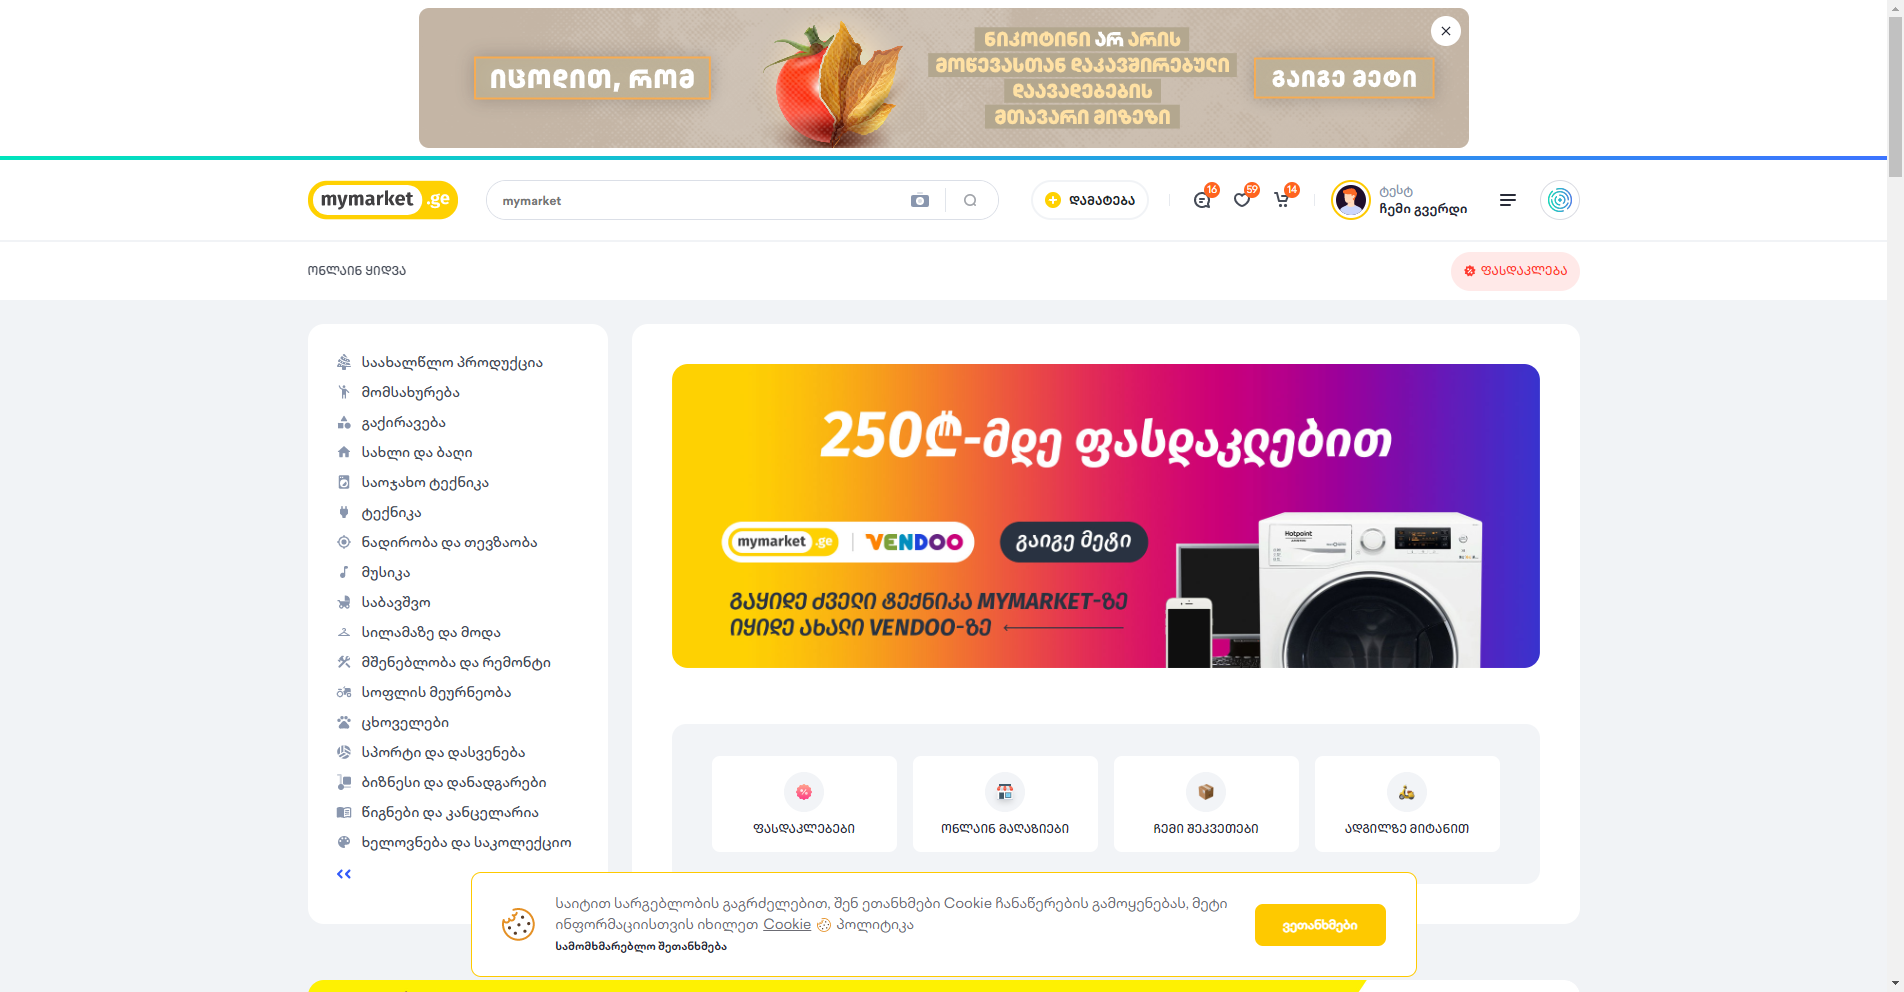 იცოდით, რომ
ნიკოტინი არ არის
მოწევასთან დაკავშირებული
დაავადებების
მთავარი მიზეზი
გაიგე მეტი
mymarket .ge
mymarket
დამატება
16
59
14
ტესტ
ჩემი გვერდი
ონლაინ ყიდვა
ფასდაკლება
საახალწლო პროდუქცია
მომსახურება
გაქირავება
სახლი და ბაღი
საოჯახო ტექნიკა
ტექნიკა
ნადირობა და თევზაობა
მუსიკა
საბავშვო
სილამაზე და მოდა
მშენებლობა და რემონტი
სოფლის მეურნეობა
ცხოველები
სპორტი და დასვენება
ბიზნესი და დანადგარები
წიგნები და კანცელარია
ხელოვნება და საკოლექციო
250₾-მდე ფასდაკლებით
mymarket .ge | VENDOO
გაიგე მეტი
გაყიდე ძველი ტექნიკა MYMARKET-ზე
იყიდე ახალი VENDOO-ზე
Hotpoint
ფასდაკლებები
ონლაინ მაღაზიები
ჩემი შეკვეთები
ადგილზე მიტანით
საიტით სარგებლობის გაგრძელებით, შენ ეთანხმები Cookie ჩანაწერების გამოყენებას, მეტი
ინფორმაციისთვის იხილეთ Cookie პოლიტიკა
სამომხმარებლო შეთანხმება
ვეთანხმები